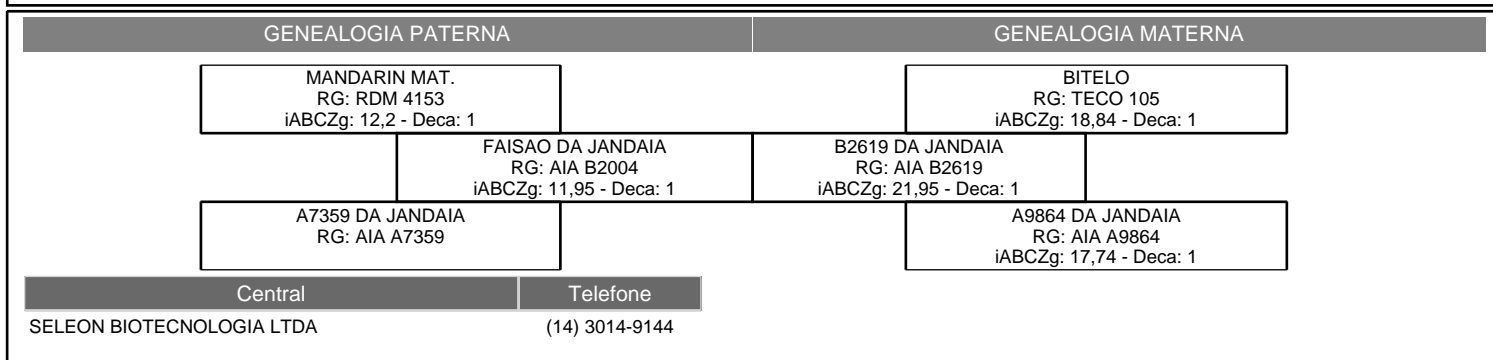 GENEALOGIA PATERNA
GENEALOGIA MATERNA
MANDARIN MAT.
RG: RDM 4153
iABCZg: 12,2 - Deca: 1
BITELO
RG: TECO 105
iABCZg: 18,84 - Deca: 1
FAISAO DA JANDAIA
RG: AIA B2004
iABCZg: 11,95 - Deca: 1
B2619 DA JANDAIA
RG: AIA B2619
iABCZg: 21,95 - Deca: 1
A7359 DA JANDAIA
RG: AIA A7359
A9864 DA JANDAIA
RG: AIA A9864
iABCZg: 17,74 - Deca: 1
Central
Telefone
SELEON BIOTECNOLOGIA LTDA
(14) 3014-9144